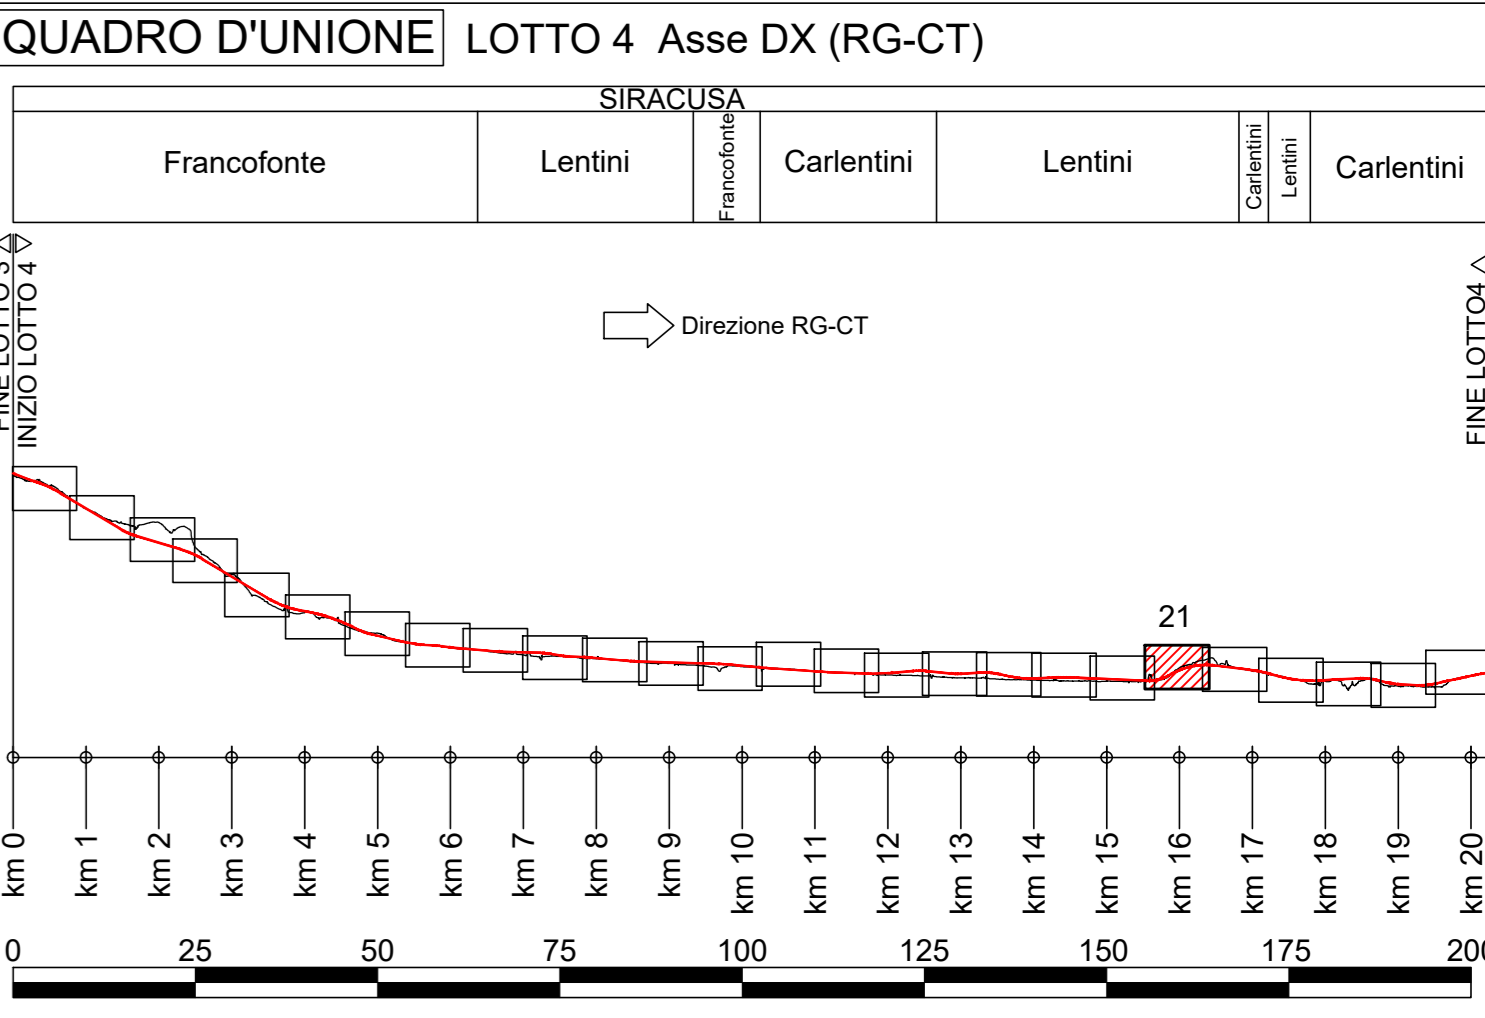 QUADRO D'UNIONE LOTTO 4 Asse DX (RG-CT)
SIRACUSA
Francofonte Lentini Francofonte Carlentini Lentini Carlentini Lentini Carlentini
FINE LOTTO 3
INIZIO LOTTO 4
Direzione RG-CT
FINE LOTTO4
21
km 0 km 1 km 2 km 3 km 4 km 5 km 6 km 7 km 8 km 9 km 10 km 11 km 12 km 13 km 14 km 15 km 16 km 17 km 18 km 19 km 20
0 25 50 75 100 125 150 175 200